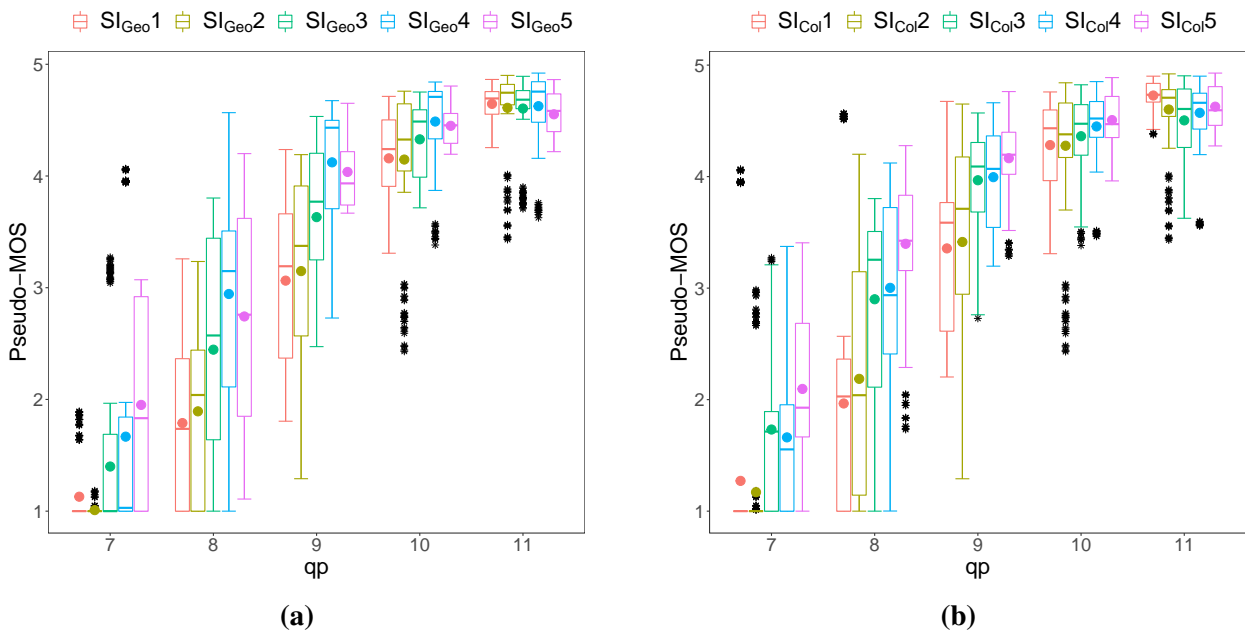 SI_Geo1 SI_Geo2 SI_Geo3 SI_Geo4 SI_Geo5
5
4
3
2
1
Pseudo−MOS
7 8 9 10 11
qp
(a)
SI_Col1 SI_Col2 SI_Col3 SI_Col4 SI_Col5
5
4
3
2
1
Pseudo−MOS
7 8 9 10 11
qp
(b)